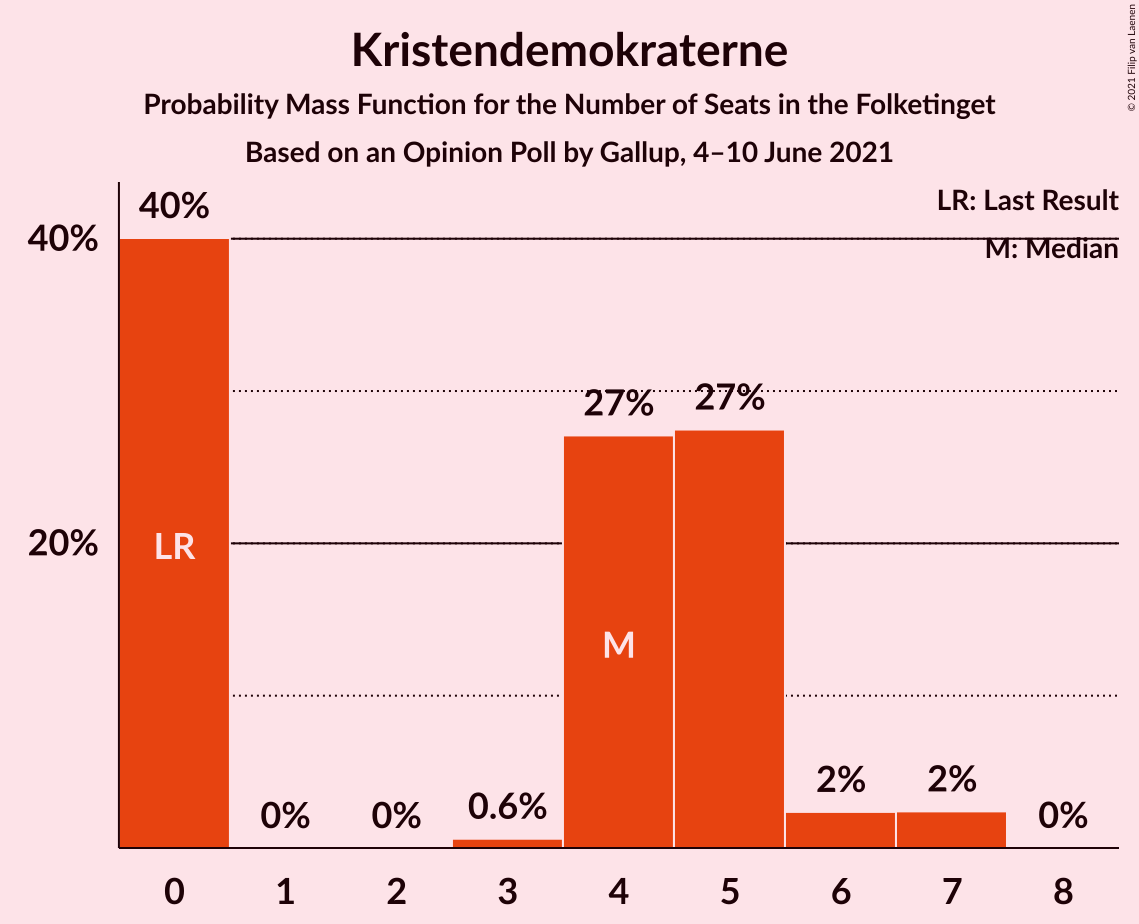 Kristendemokraterne
Probability Mass Function for the Number of Seats in the Folketinget
Based on an Opinion Poll by Gallup, 4–10 June 2021
© 2021 Filip van Laenen
LR: Last Result
M: Median
40%
20%
40%
0%
0%
0.6%
27%
27%
2%
2%
0%
LR
M
0 1 2 3 4 5 6 7 8